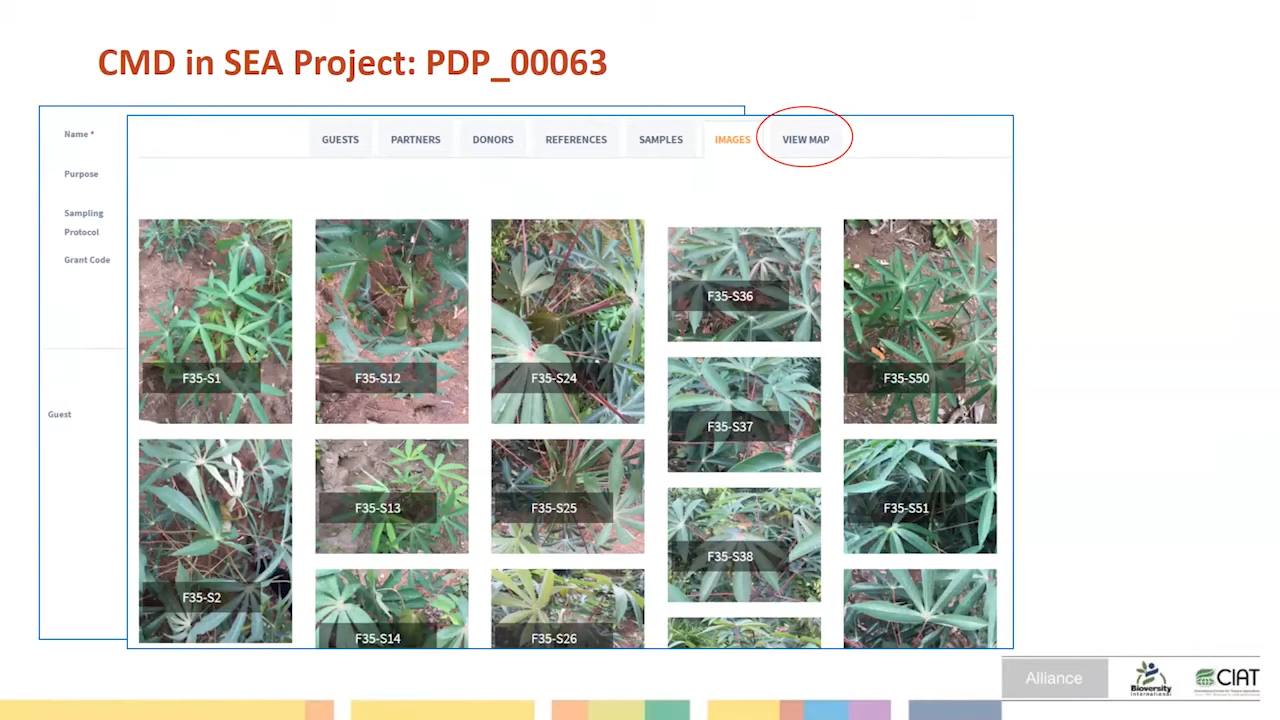 CMD in SEA Project: PDP_00063
Name *
Purpose
Sampling
Protocol
Grant Code
Guest
GUESTS PARTNERS DONORS REFERENCES SAMPLES IMAGES VIEW MAP
F35-S1
F35-S12
F35-S24
F35-S36
F35-S50
F35-S37
F35-S2
F35-S13
F35-S25
F35-S38
F35-S51
F35-S14
F35-S26
Alliance
Bioversity
International
CIAT